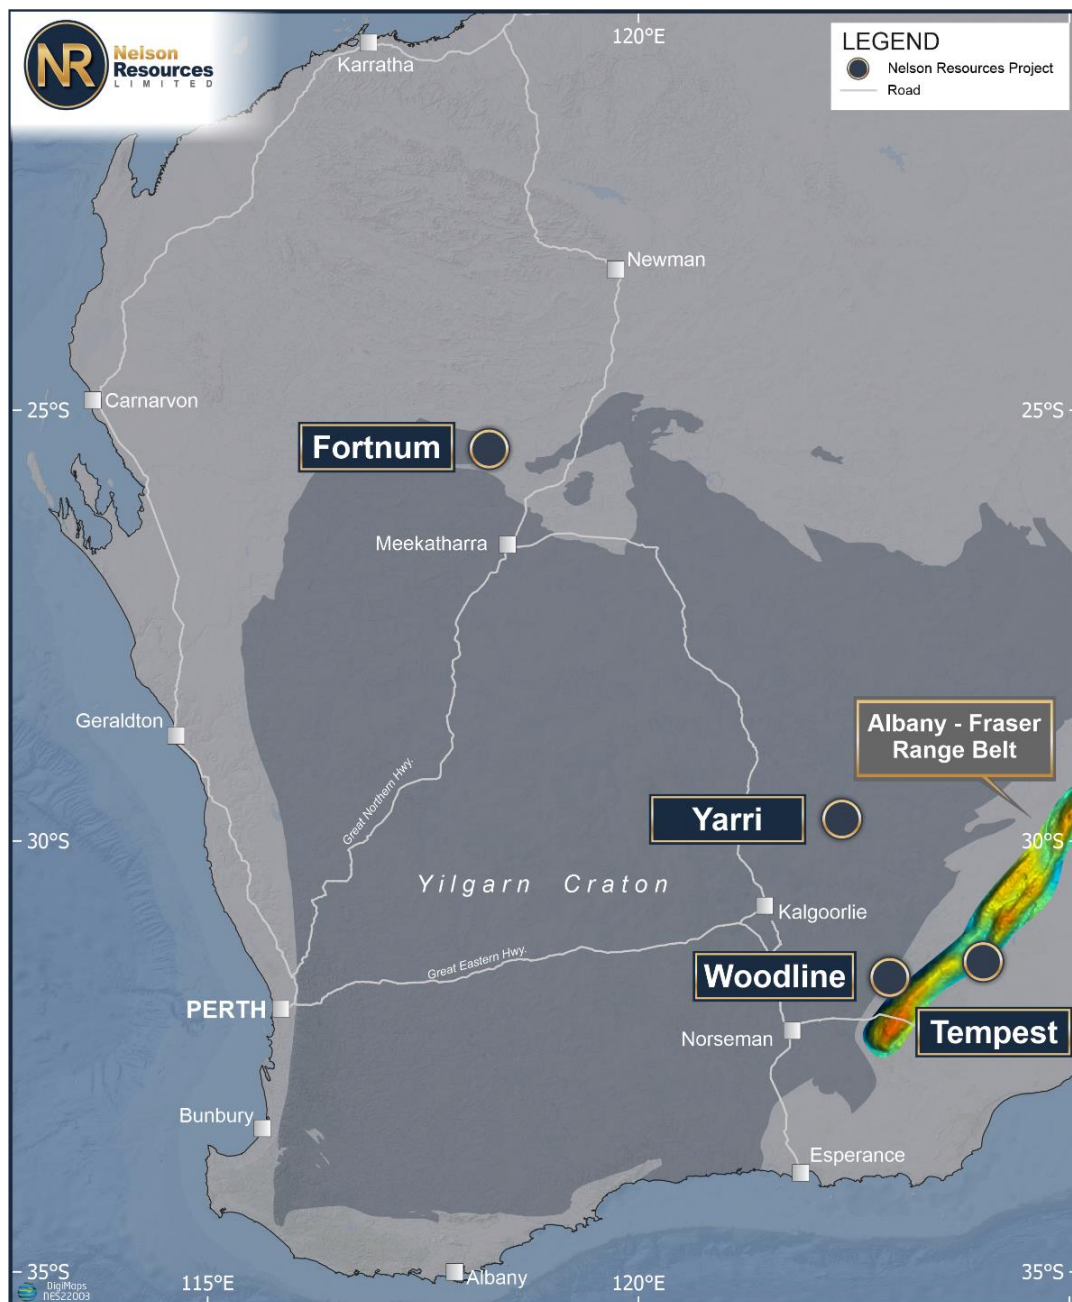 NR
Nelson
Resources
LIMITED
120°E
LEGEND
Nelson Resources Project
Road
Karratha
Newman
25°S
Carnarvon
25°S
Fortnum
Meekatharra
Geraldton
Albany - Fraser
Range Belt
Great Northern Hwy.
Yarri
30°S
30°S
Yilgarn Craton
Kalgoorlie
Great Eastern Hwy.
Woodline
PERTH
Norseman
Tempest
Bunbury
Esperance
35°S
115°E
120°E
35°S
Albany
DigiMaps
NES22003